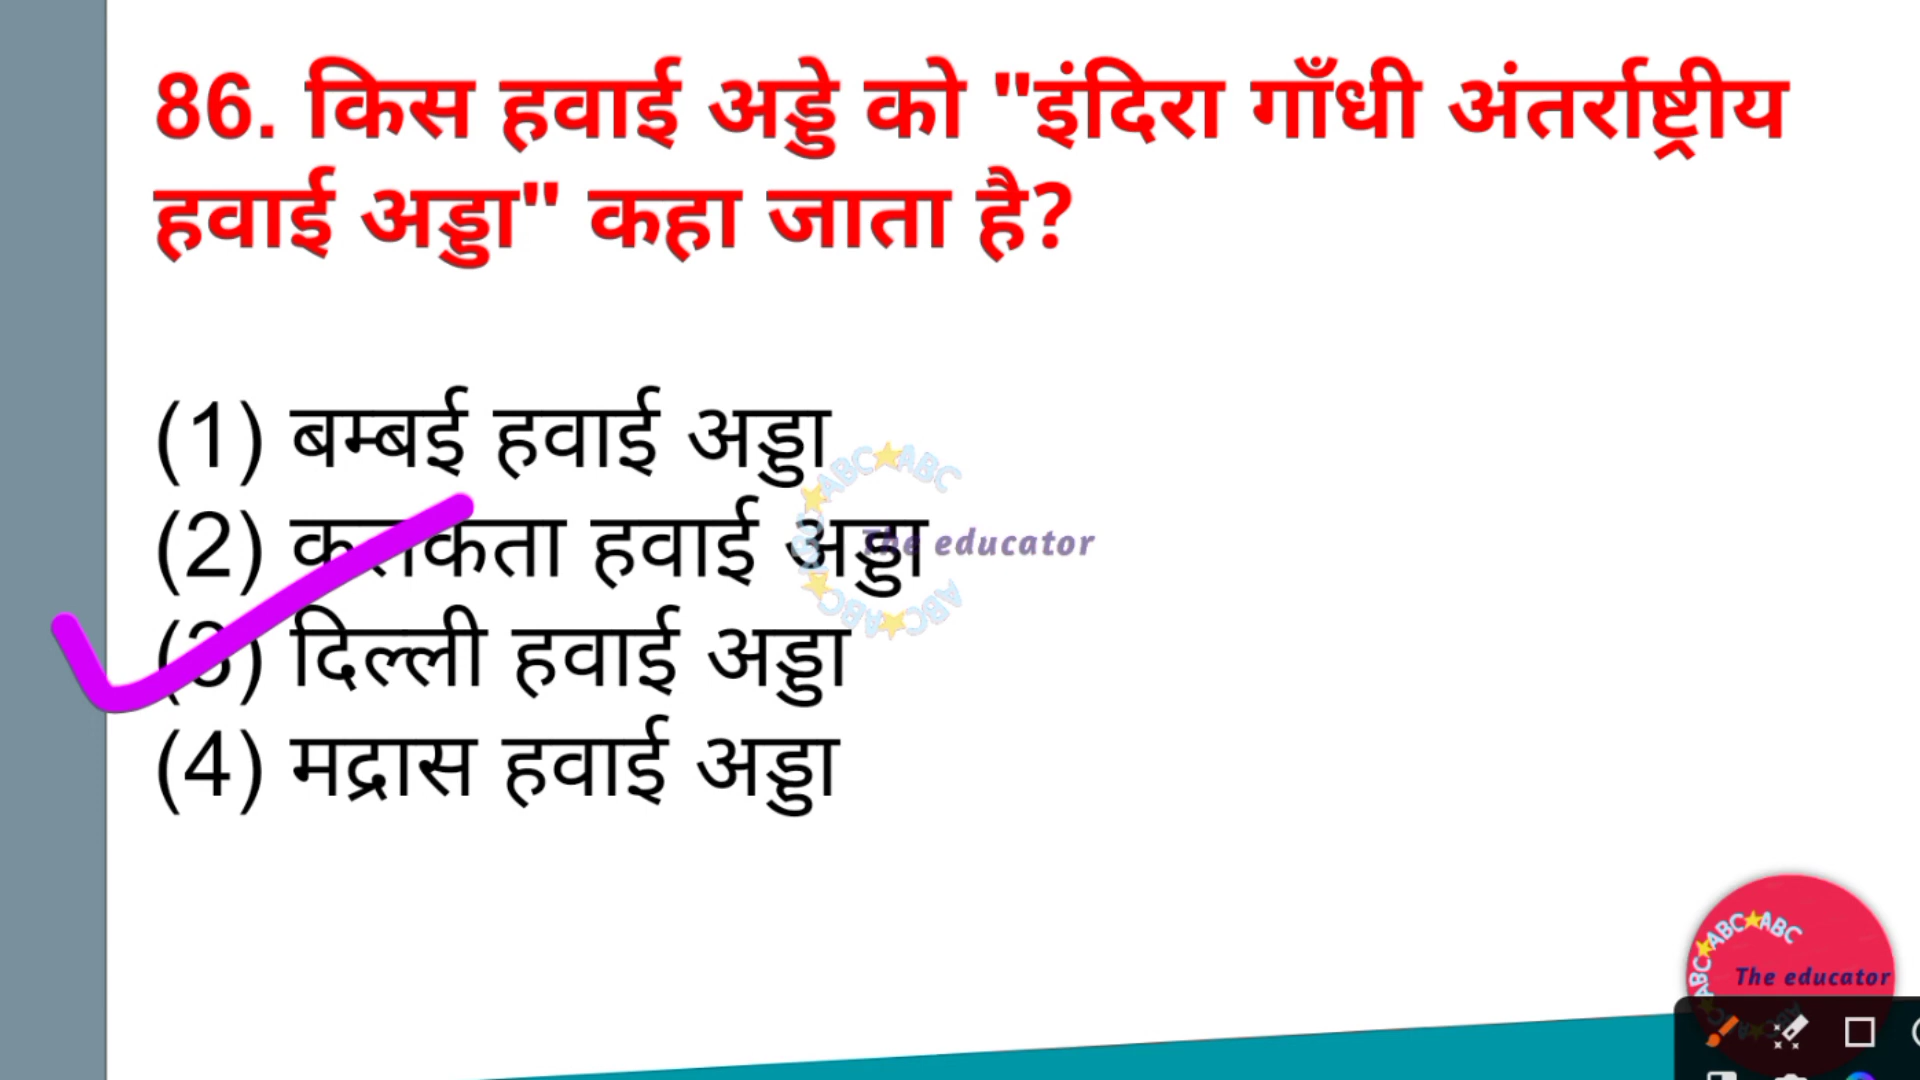 86. किस हवाई अड्डे को "इंदिरा गाँधी अंतर्राष्ट्रीय
हवाई अड्डा" कहा जाता है?
(1) बम्बई हवाई अड्डा
(2) कलकता हवाई अड्डा
The educator
(3) दिल्ली हवाई अड्डा
(4) मद्रास हवाई अड्डा
ABC ABC
The educator